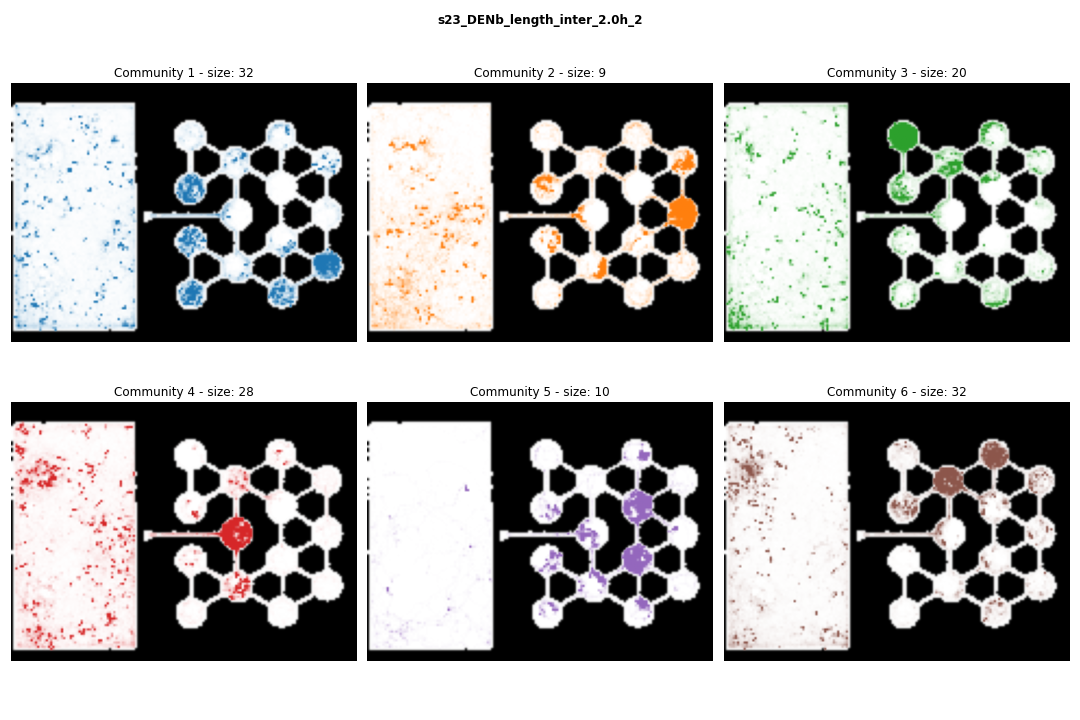 s23_DENb_length_inter_2.0h_2
Community 1 - size: 32
Community 2 - size: 9
Community 3 - size: 20
Community 4 - size: 28
Community 5 - size: 10
Community 6 - size: 32